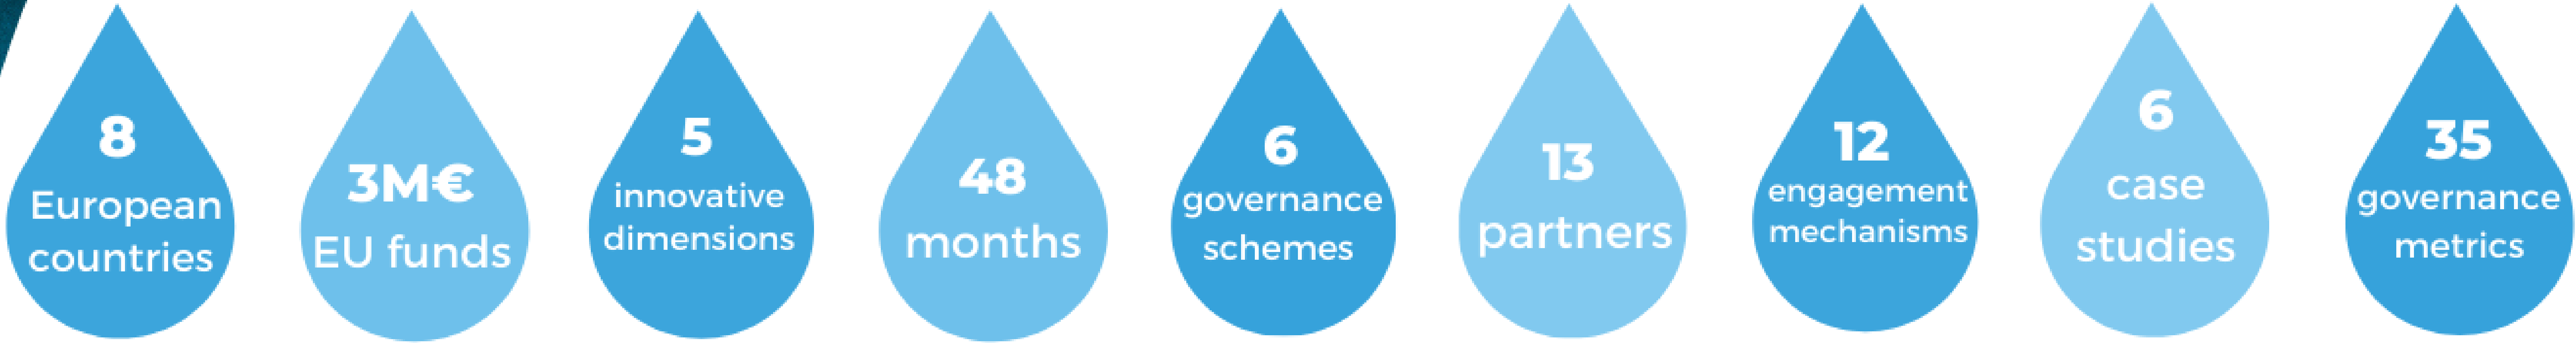 8
European
countries
3M€
EU funds
5
innovative
dimensions
48
months
6
governance
schemes
13
partners
12
engagement
mechanisms
6
case
studies
35
governance
metrics